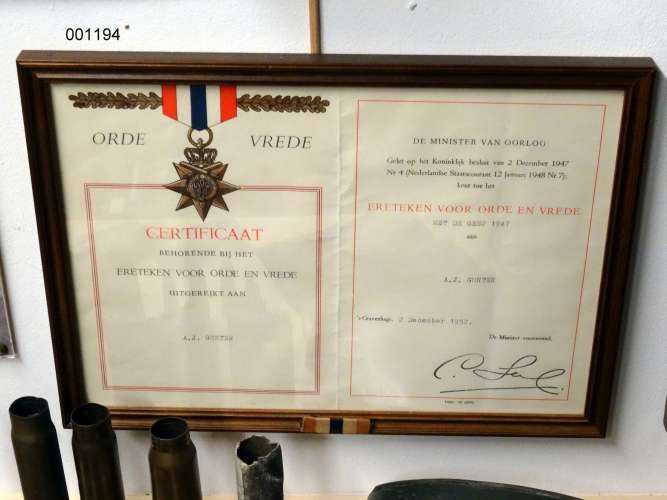 001194
ORDE VREDE
CERTIFICAAT
BEHORENDE BIJ HET
ERETEKEN VOOR ORDE EN VREDE
UITGEREIKT AAN
A.Z. GUNTER
DE MINISTER VAN OORLOG
Gelet op het Koninklijk besluit van 2 December 1947
Nr 4 (Nederlandse Staatscourant 12 Januari 1948 Nr 7);
kent toe het
ERETEKEN VOOR ORDE EN VREDE
MET DE GESP 1947
aan
A.Z. GUNTER
's-Gravenhage, 2 December 1952.
De Minister voornoemd,